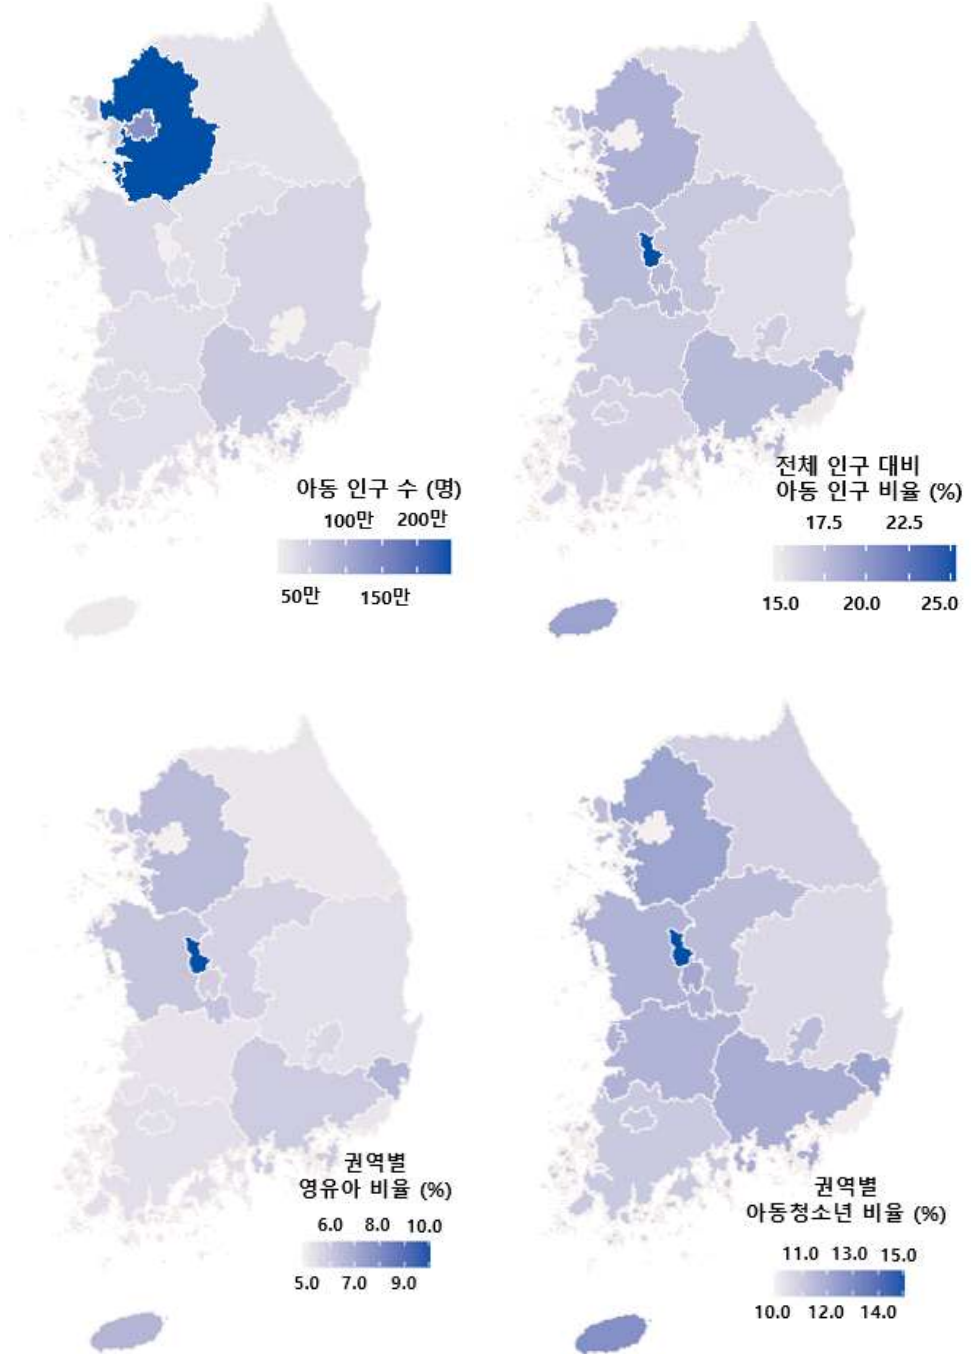 아동 인구 수 (명)
100만 200만
50만 150만
전체 인구 대비
아동 인구 비율 (%)
17.5 22.5
15.0 20.0 25.0
권역별
영유아 비율 (%)
6.0 8.0 10.0
5.0 7.0 9.0
권역별
아동청소년 비율 (%)
11.0 13.0 15.0
10.0 12.0 14.0